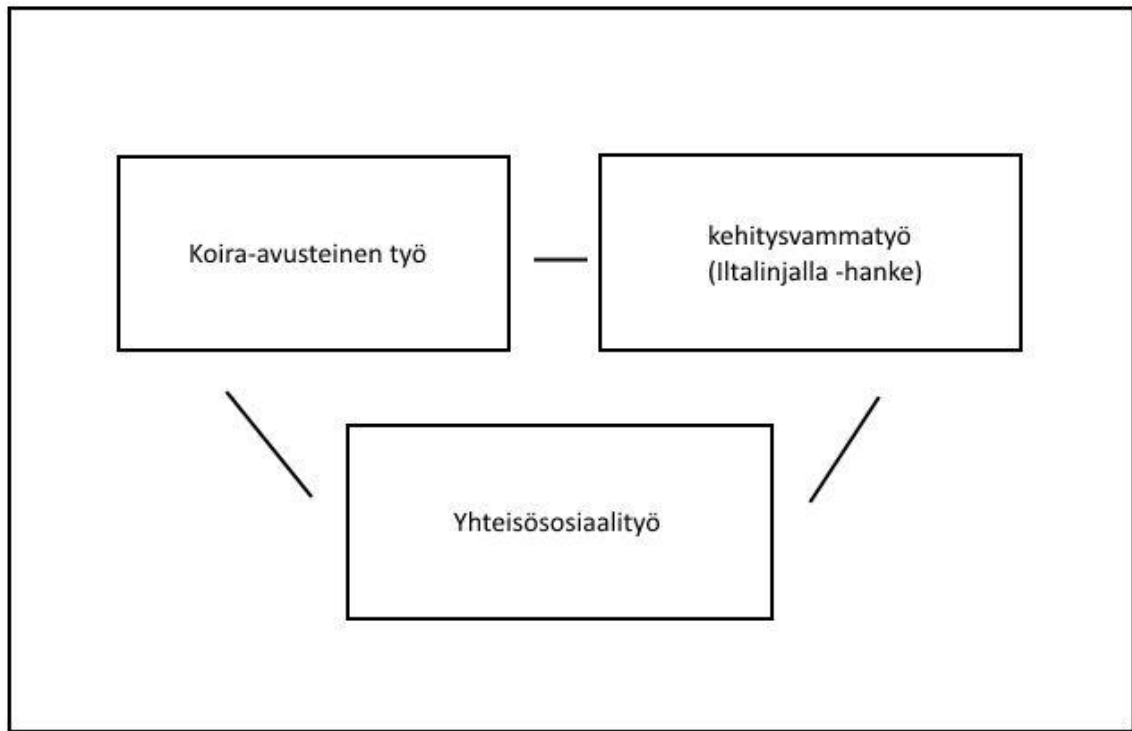 Koira-avusteinen työ
kehitysvammatyö
(Iltalinjalla -hanke)
Yhteisösosiaalityö